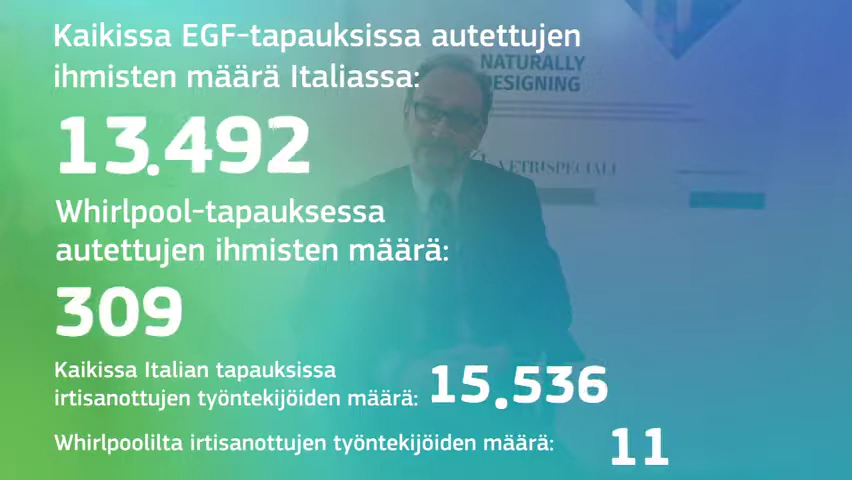 Kaikissa EGF-tapauksissa autettujen
ihmisten määrä Italiassa:
NATURALLY
DESIGNING
13.492
VETRISPECIALI
Whirlpool-tapauksessa
autettujen ihmisten määrä:
309
Kaikissa Italian tapauksissa
irtisanottujen työntekijöiden määrä:
15.536
Whirlpoolilta irtisanottujen työntekijöiden määrä:
11